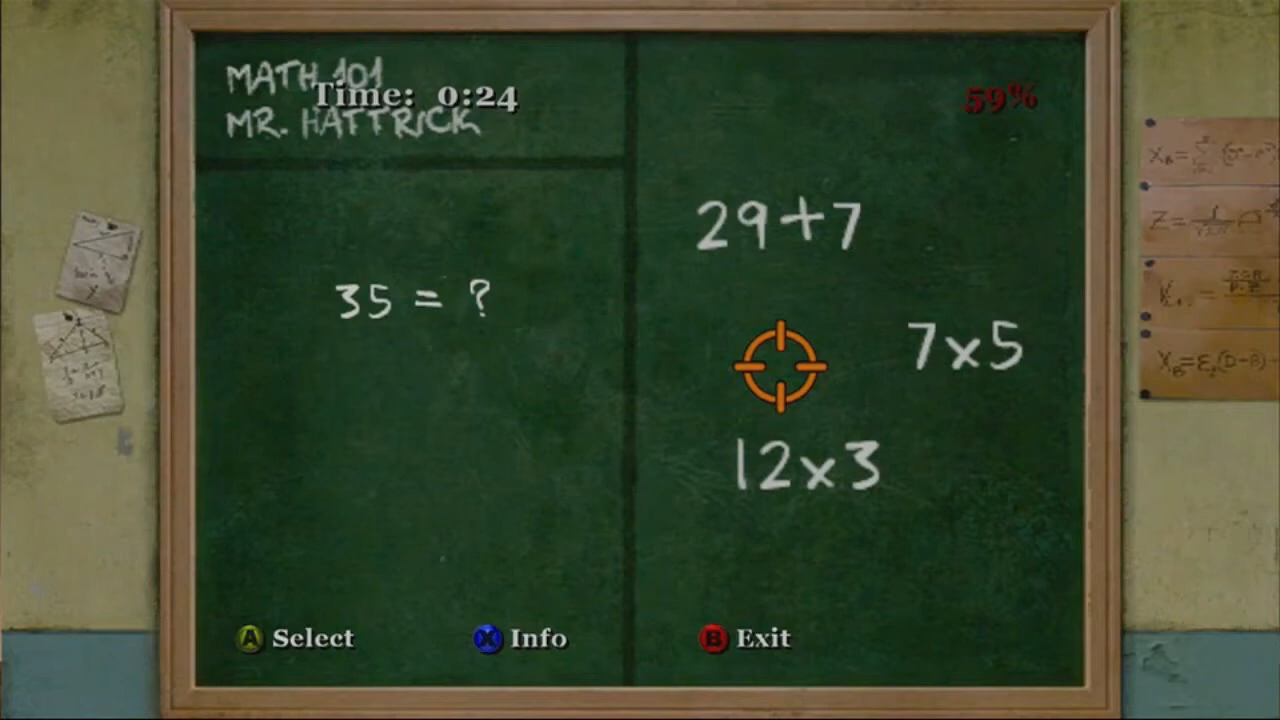 MATH 101
Time: 0:24
MR. HATTRICK
59%
35 = ?
29+7
7x5
12x3
A Select
X Info
B Exit